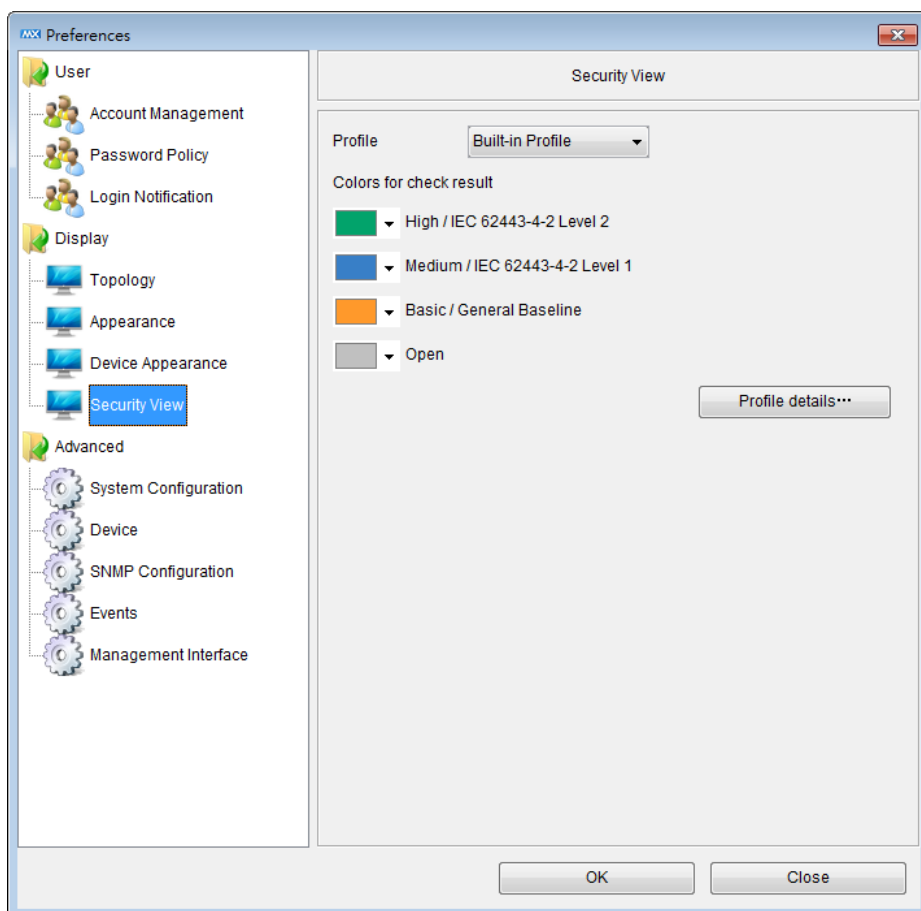 MX Preferences
User
Account Management
Password Policy
Login Notification
Display
Topology
Appearance
Device Appearance
Security View
Advanced
System Configuration
Device
SNMP Configuration
Events
Management Interface
Security View
Profile Built-in Profile
Colors for check result
High / IEC 62443-4-2 Level 2
Medium / IEC 62443-4-2 Level 1
Basic / General Baseline
Open
Profile details···
OK Close